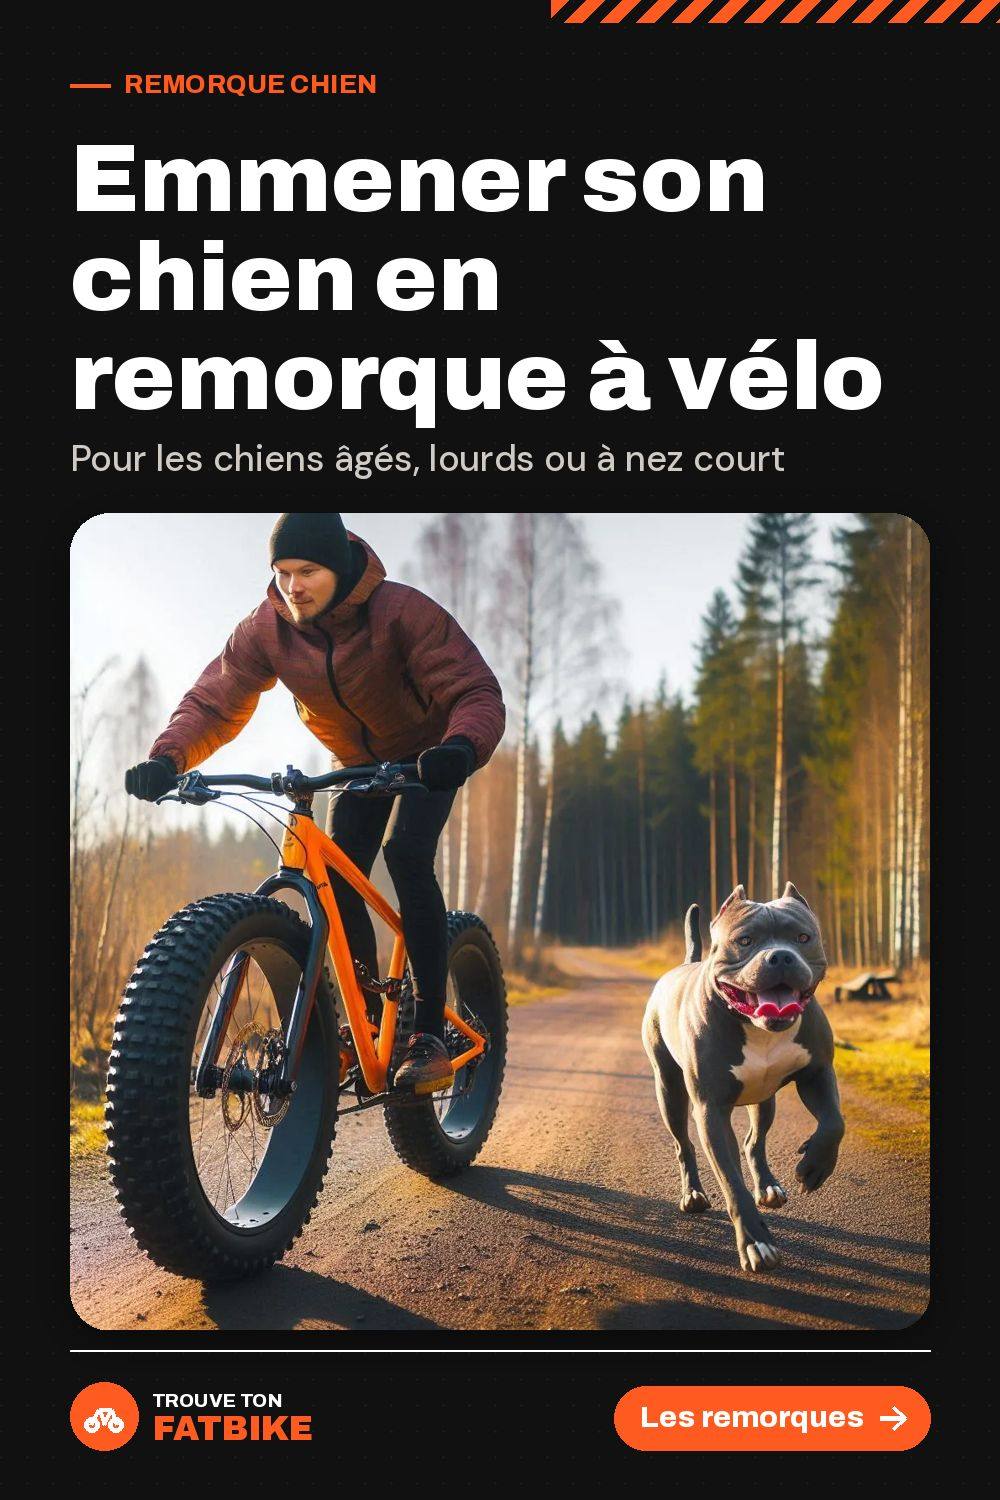 REMORQUE CHIEN
Emmener son
chien en
remorque à vélo
Pour les chiens âgés, lourds ou à nez court
TROUVE TON
FATBIKE
Les remorques →